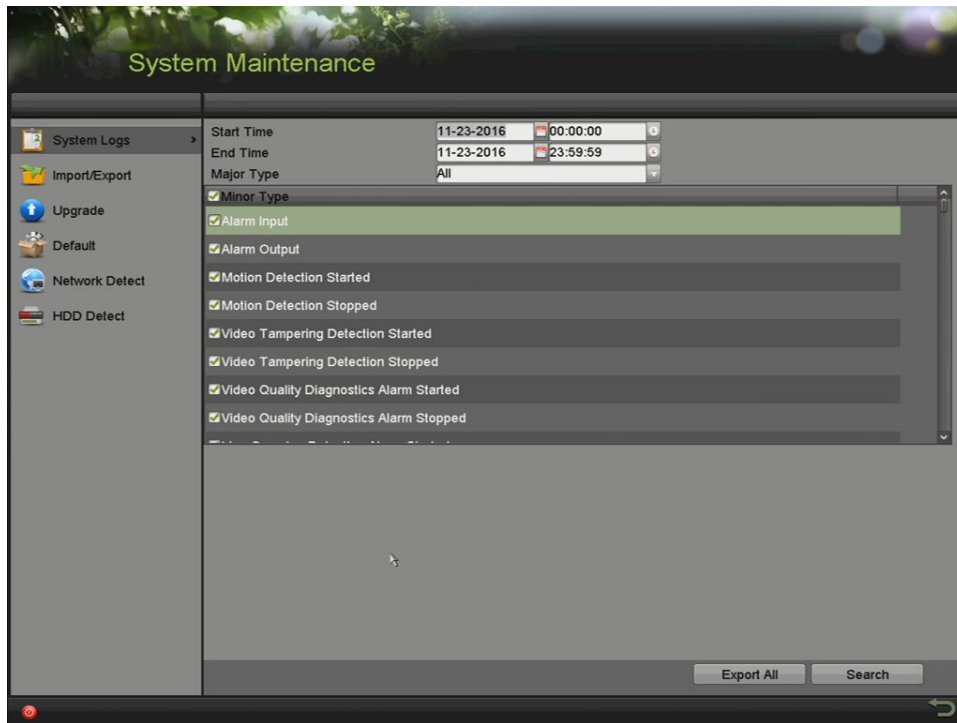 System Maintenance
System Logs >
Import/Export
Upgrade
Default
Network Detect
HDD Detect
Start Time 11-23-2016 00:00:00
End Time 11-23-2016 23:59:59
Major Type All
Minor Type
Alarm Input
Alarm Output
Motion Detection Started
Motion Detection Stopped
Video Tampering Detection Started
Video Tampering Detection Stopped
Video Quality Diagnostics Alarm Started
Video Quality Diagnostics Alarm Stopped
Export All Search